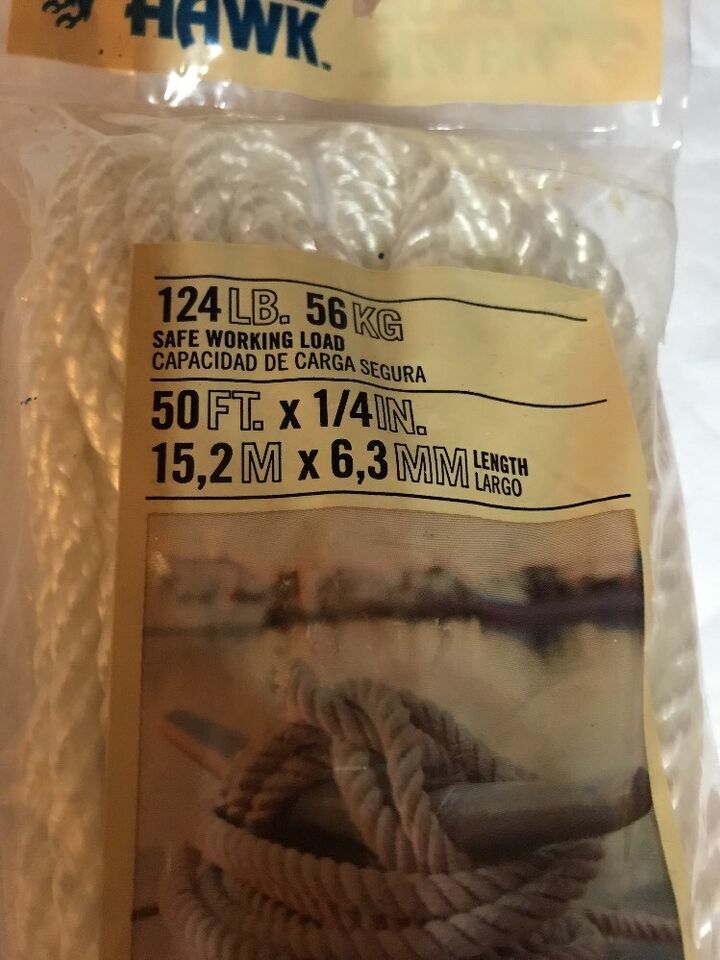 HAWK™
124 LB. 56 KG
SAFE WORKING LOAD
CAPACIDAD DE CARGA SEGURA
50 FT. x 1/4 IN.
15,2 M x 6,3 MM LENGTH
LARGO